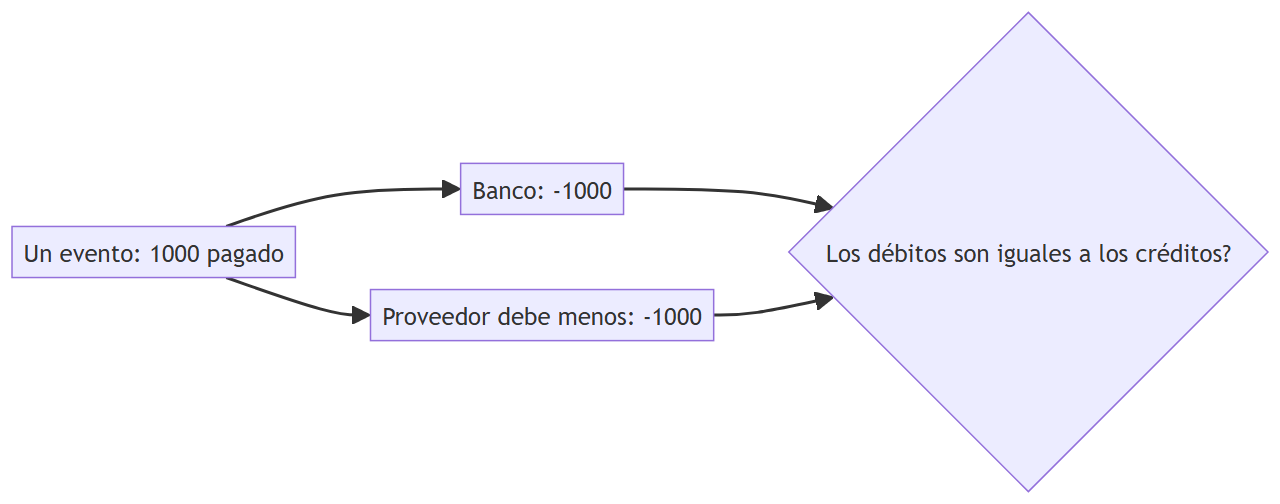 Un evento: 1000 pagado
Banco: -1000
Proveedor debe menos: -1000
Los débitos son iguales a los créditos?